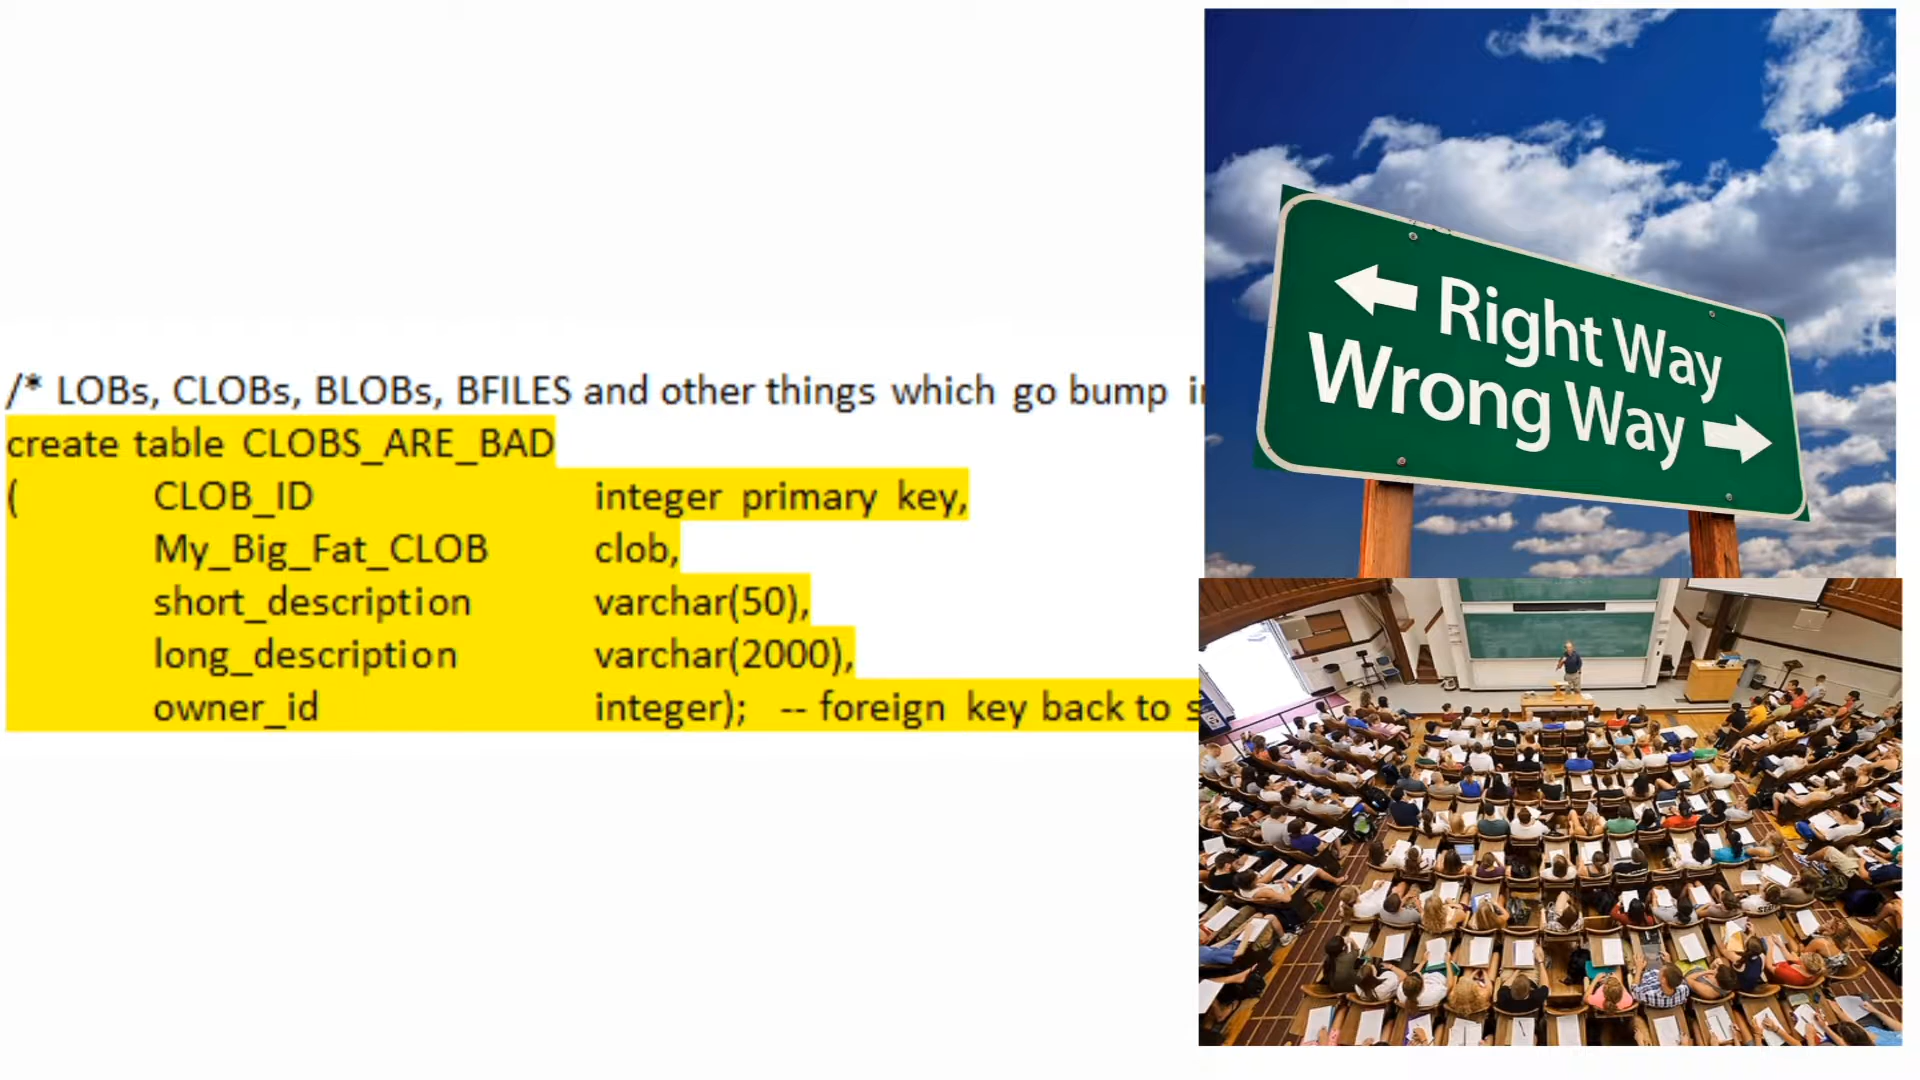 /* LOBs, CLOBs, BLOBs, BFILES and other things which go bump
create table CLOBS_ARE_BAD
( CLOB_ID integer primary key,
My_Big_Fat_CLOB clob,
short_description varchar(50),
long_description varchar(2000),
owner_id integer); -- foreign key back to
Right Way
Wrong Way